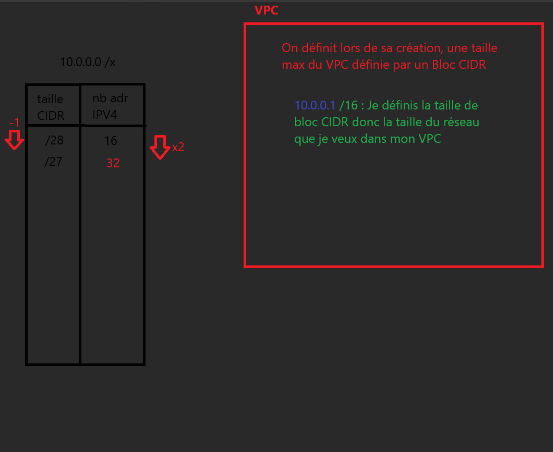 VPC
On définit lors de sa création, une taille
max du VPC définie par un Bloc CIDR
10.0.0.1 /16 : Je définis la taille de
bloc CIDR donc la taille du réseau
que je veux dans mon VPC
10.0.0.0 /x
taille
CIDR
nb adr
IPV4
-1
/28
16
x2
/27
32